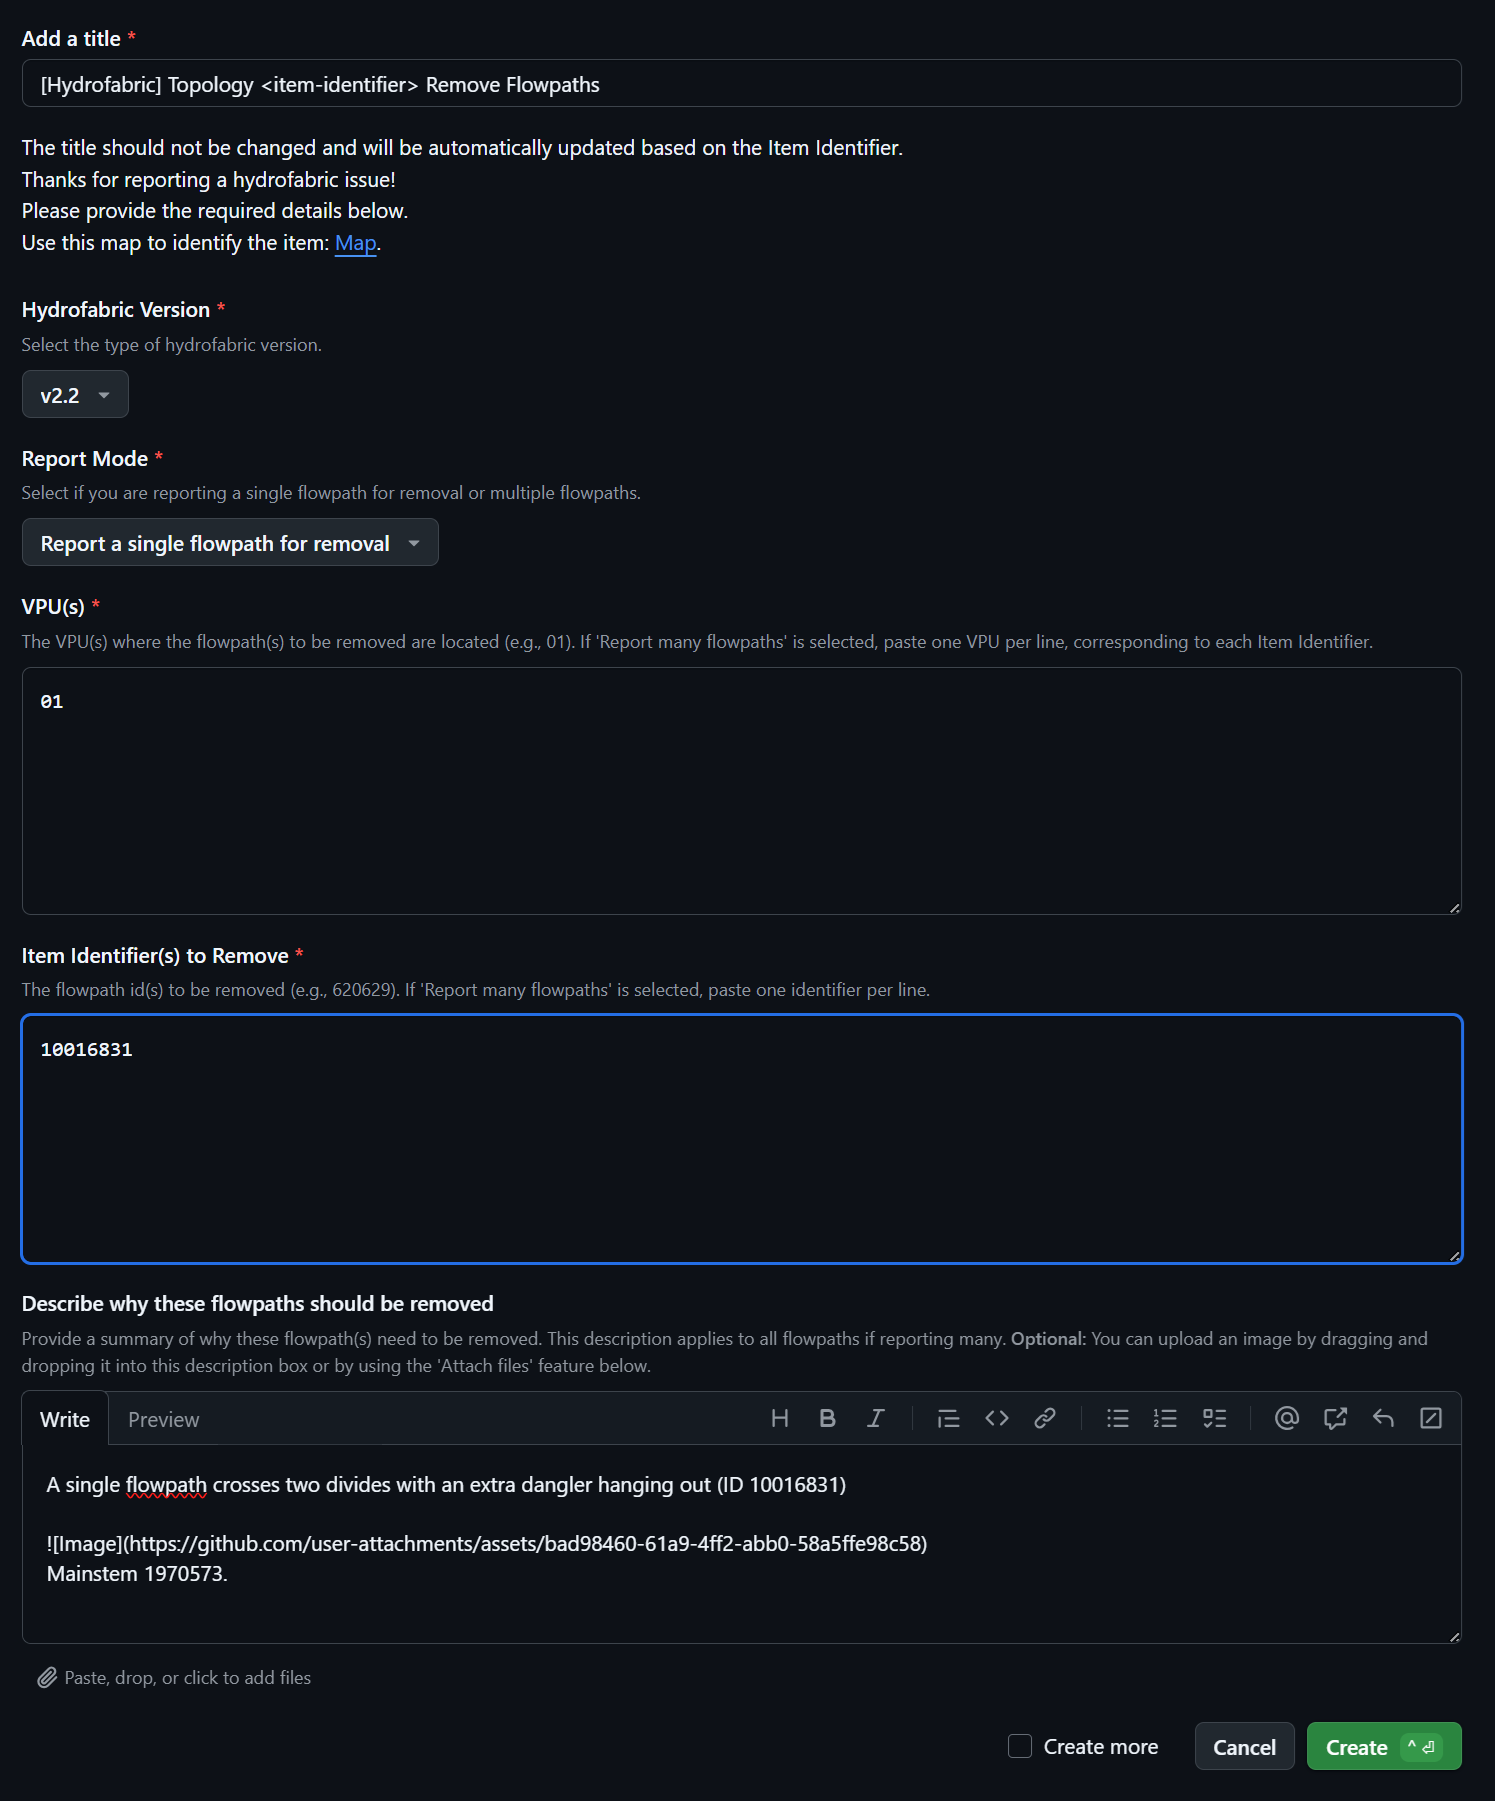 Add a title *
[Hydrofabric] Topology <item-identifier> Remove Flowpaths
The title should not be changed and will be automatically updated based on the Item Identifier.
Thanks for reporting a hydrofabric issue!
Please provide the required details below.
Use this map to identify the item: Map.
Hydrofabric Version *
Select the type of hydrofabric version.
v2.2
Report Mode *
Select if you are reporting a single flowpath for removal or multiple flowpaths.
Report a single flowpath for removal
VPU(s) *
The VPU(s) where the flowpath(s) to be removed are located (e.g., 01). If 'Report many flowpaths' is selected, paste one VPU per line, corresponding to each Item Identifier.
01
Item Identifier(s) to Remove *
The flowpath id(s) to be removed (e.g., 620629). If 'Report many flowpaths' is selected, paste one identifier per line.
10016831
Describe why these flowpaths should be removed
Provide a summary of why these flowpath(s) need to be removed. This description applies to all flowpaths if reporting many. Optional: You can upload an image by dragging and
dropping it into this description box or by using the 'Attach files' feature below.
Write Preview
A single flowpath crosses two divides with an extra dangler hanging out (ID 10016831)
![Image](https://github.com/user-attachments/assets/bad98460-61a9-4ff2-abb0-58a5ffe98c58)
Mainstem 1970573.
Paste, drop, or click to add files
Create more Cancel Create ^ ⏎